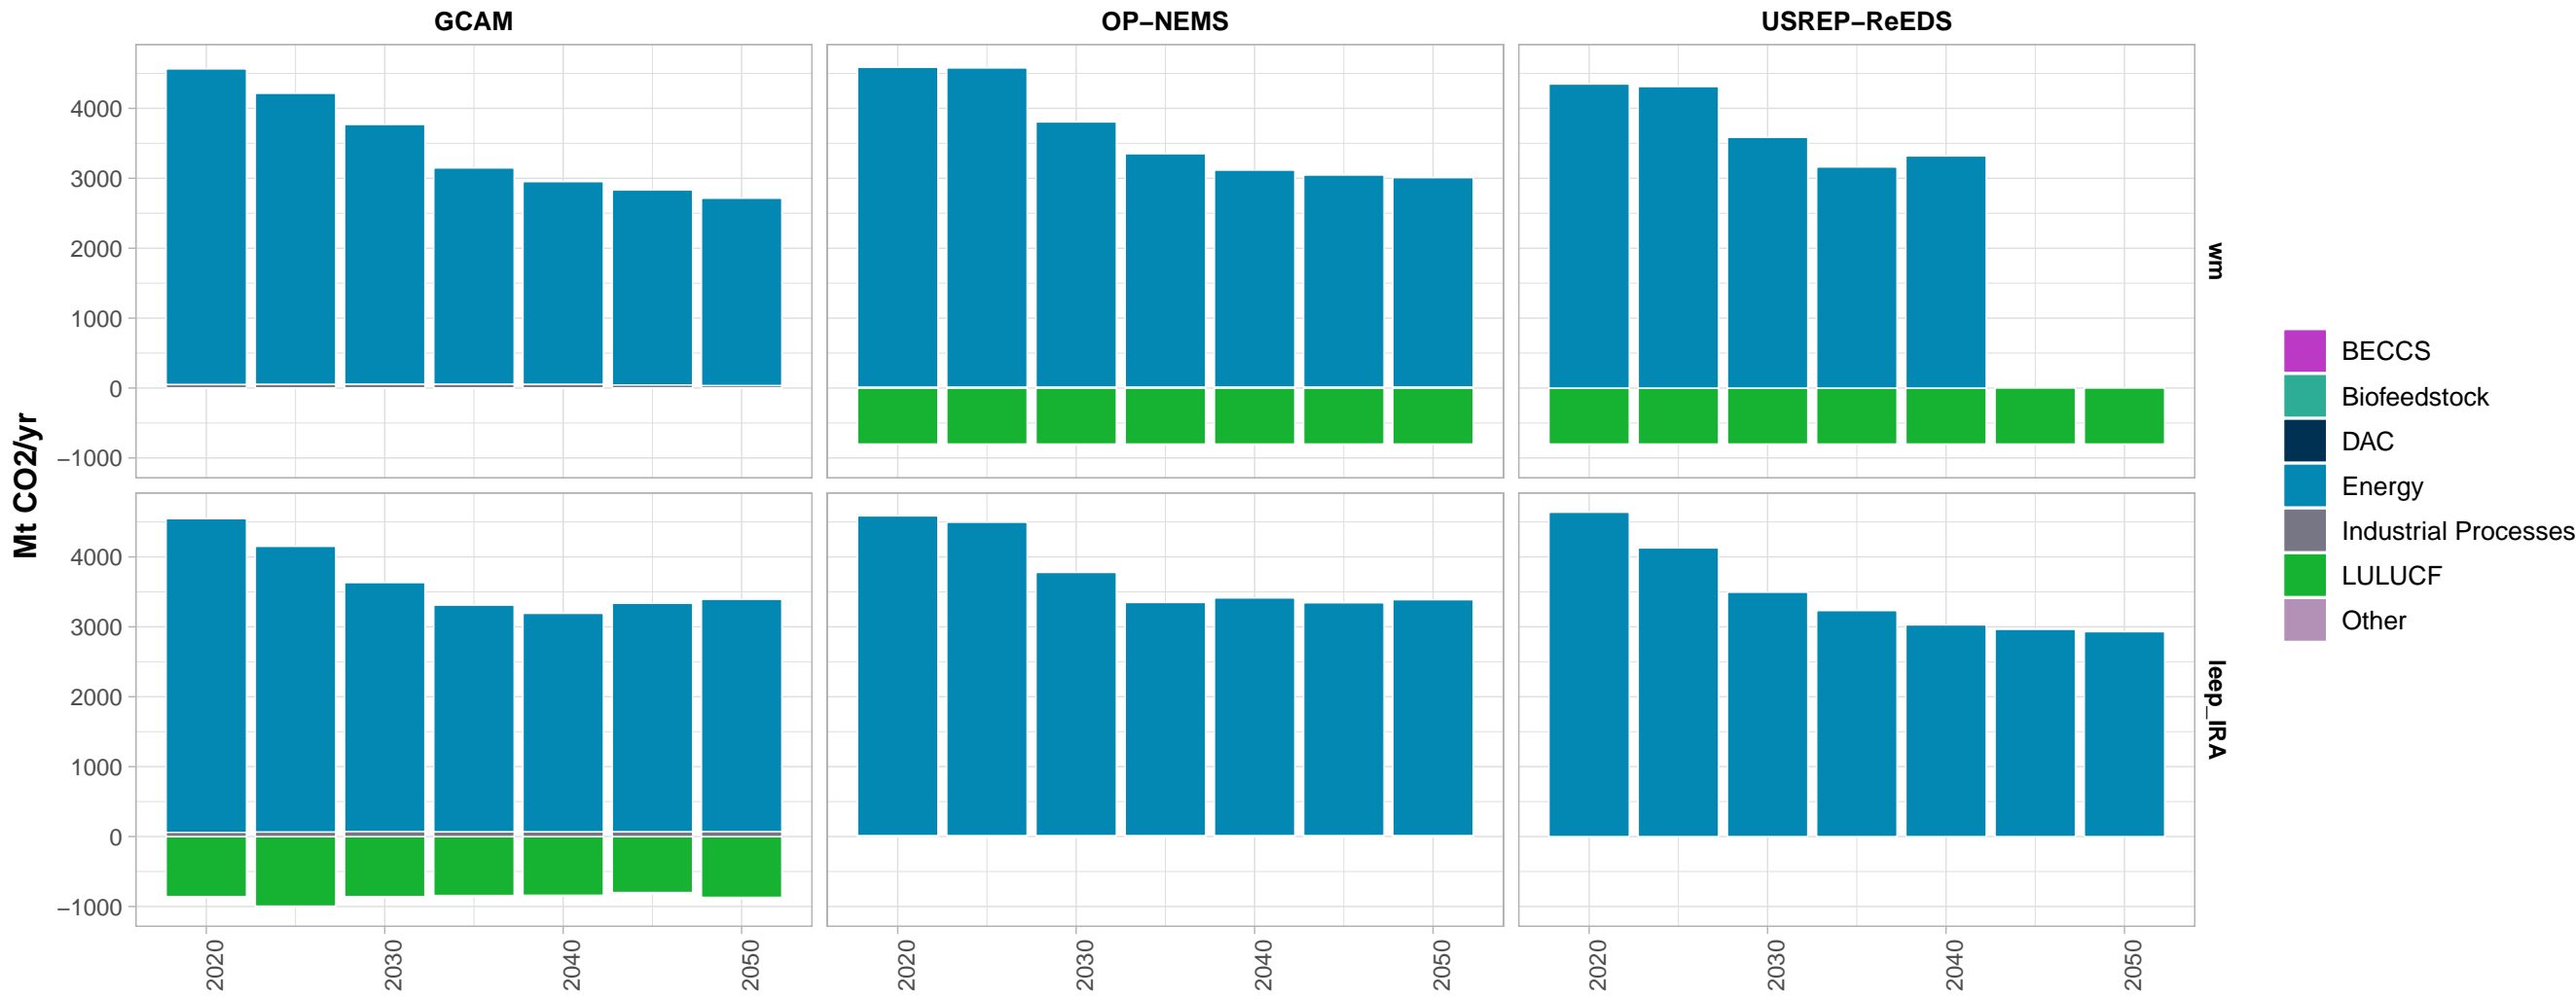 GCAM
OP−NEMS
USREP−ReEDS
4000
3000
2000
1000
0
−1000
wm
4000
3000
2000
1000
0
−1000
leep_IRA
Mt CO2/yr
2020
2030
2040
2050
2020
2030
2040
2050
2020
2030
2040
2050
BECCS
Biofeedstock
DAC
Energy
Industrial Processes
LULUCF
Other